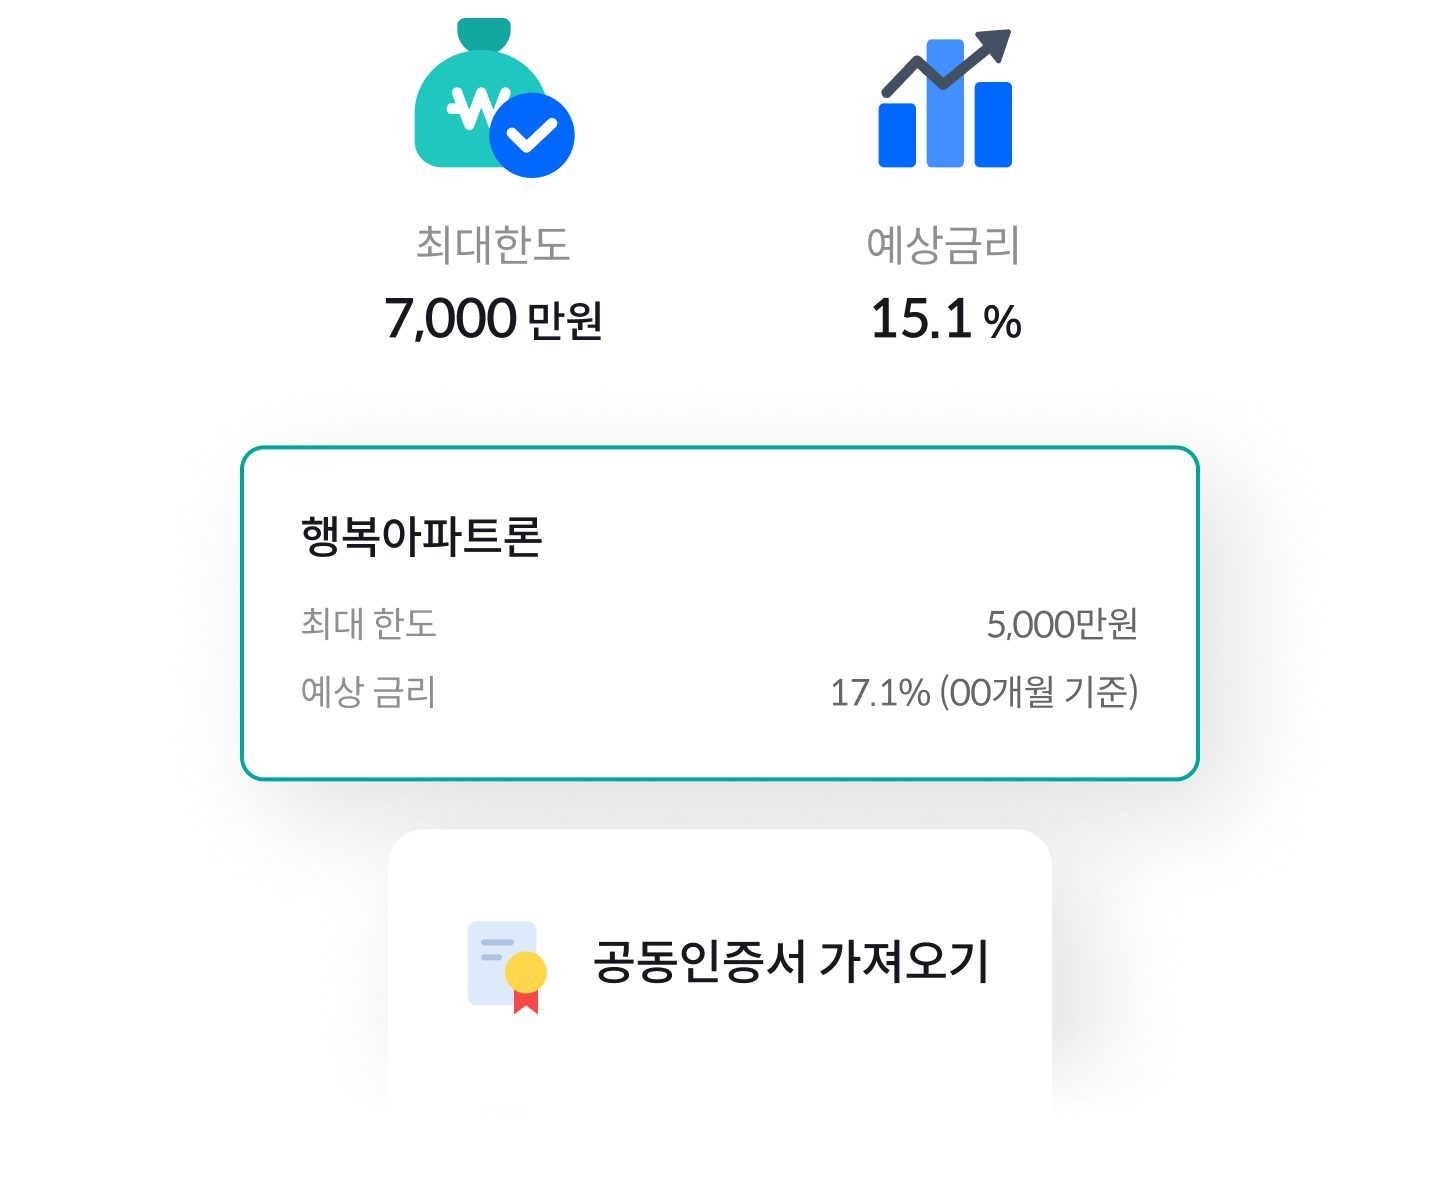 최대한도
7,000 만원
예상금리
15.1 %
행복아파트론
최대 한도
5,000만원
예상 금리
17.1% (00개월 기준)
공동인증서 가져오기